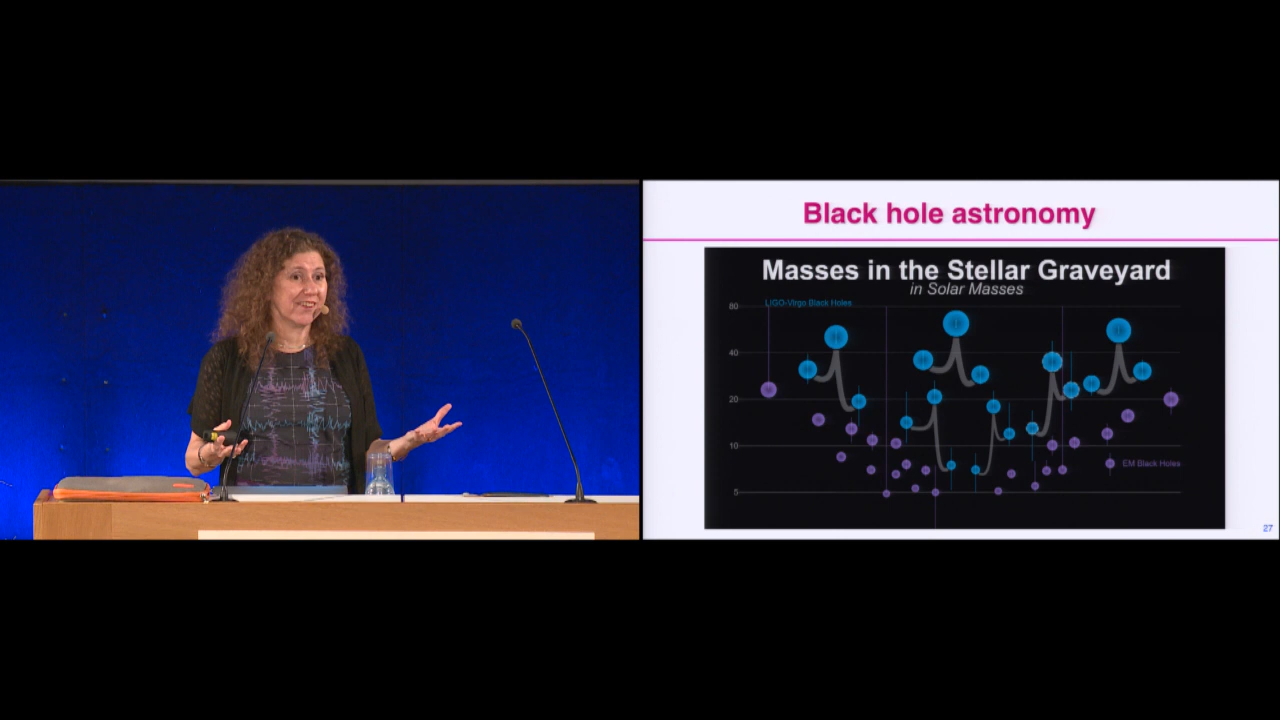 Black hole astronomy
Masses in the Stellar Graveyard
in Solar Masses
LIGO-Virgo Black Holes
80
40
20
10
EM Black Holes
5
27